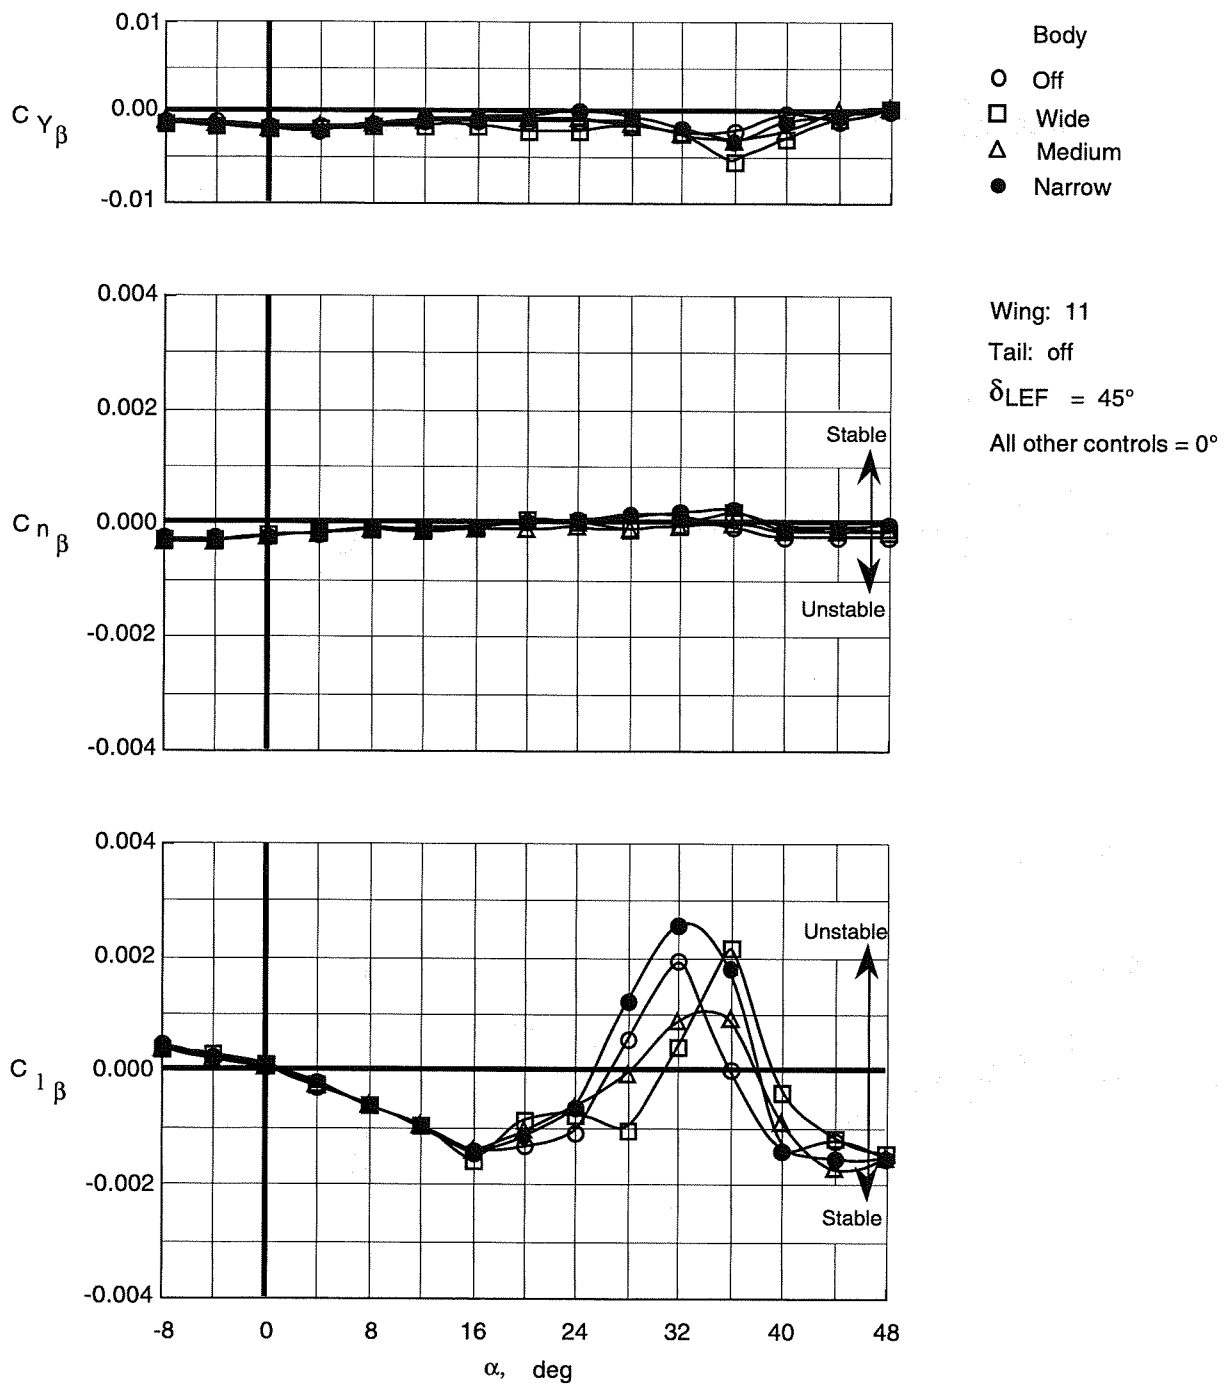 0.01
0.00
-0.01
C Yβ
Body
Off
Wide
Medium
Narrow
0.004
0.002
0.000
-0.002
-0.004
C nβ
Stable
Unstable
Wing: 11
Tail: off
δLEF = 45°
All other controls = 0°
0.004
0.002
0.000
-0.002
-0.004
C lβ
Unstable
Stable
-8 0 8 16 24 32 40 48
α, deg